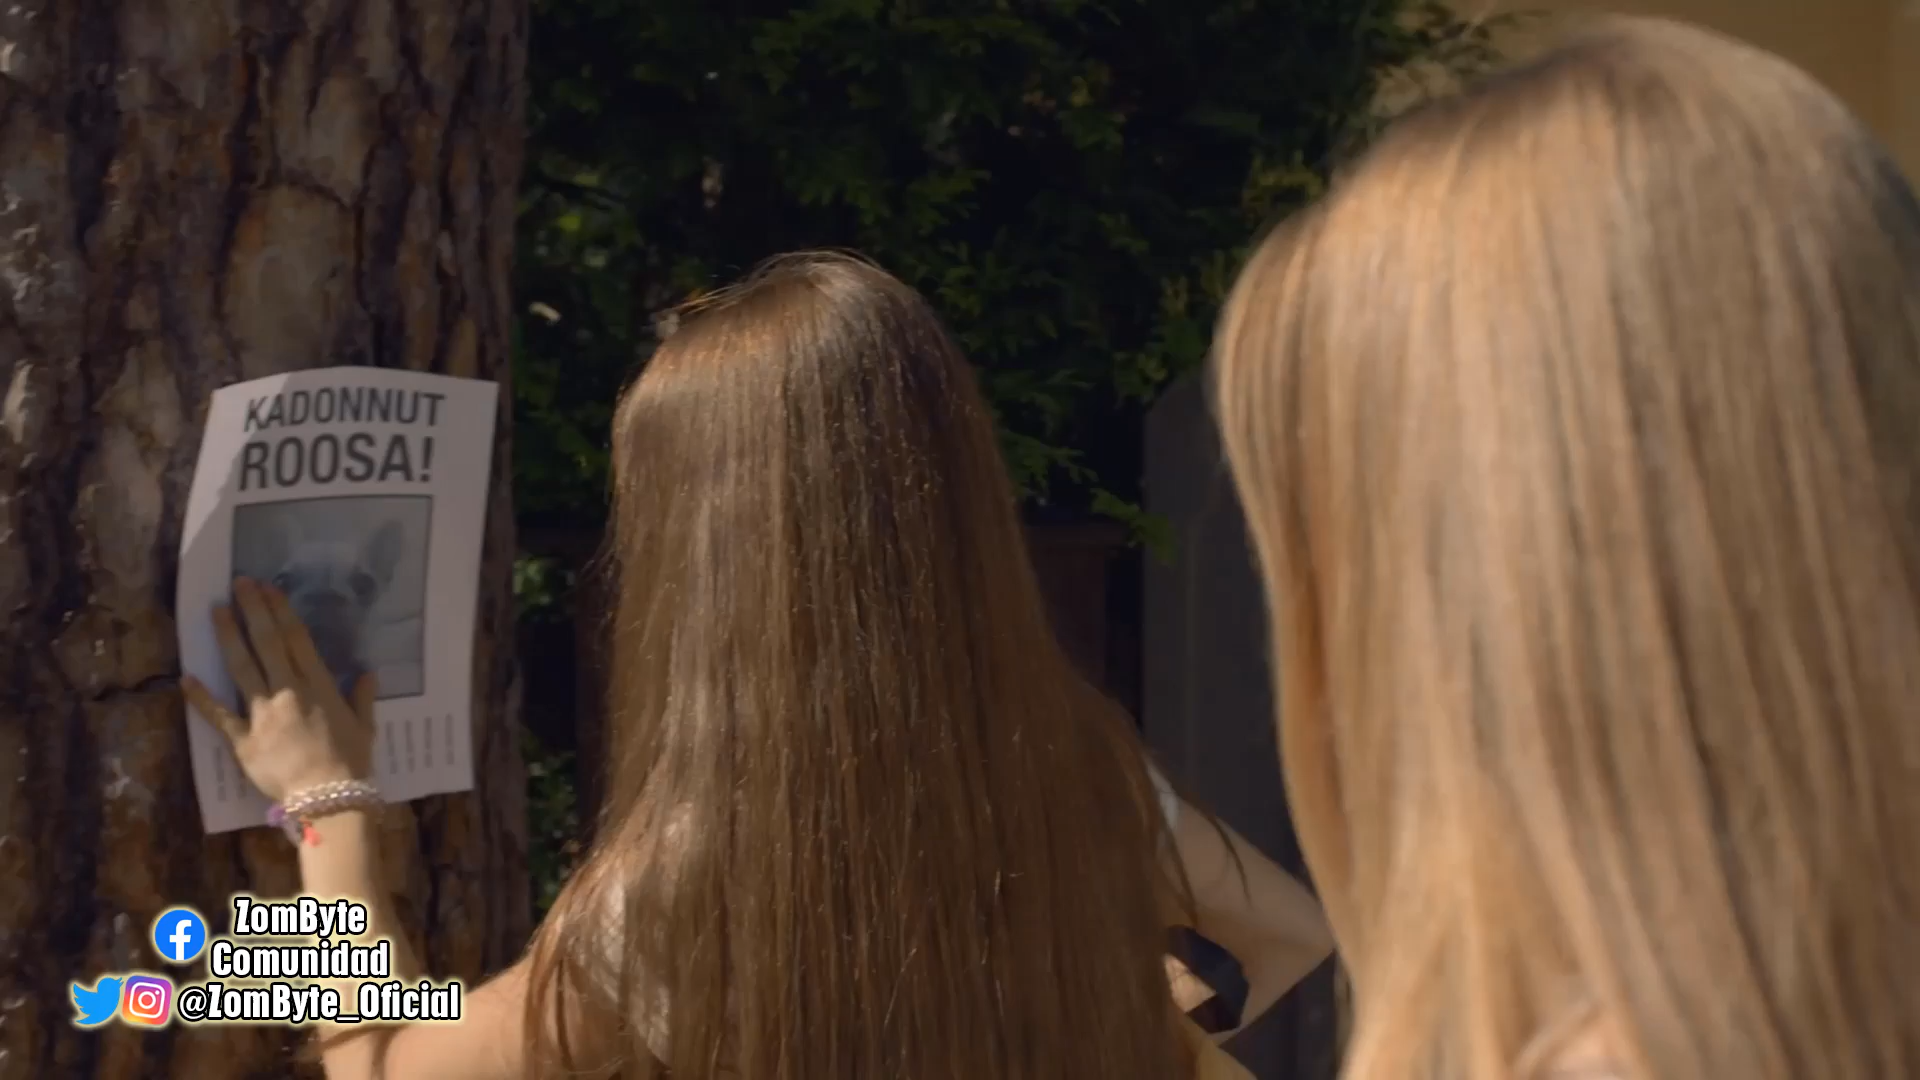 KADONNUT
ROOSA!
ZomByte
Comunidad
@ZomByte_Oficial